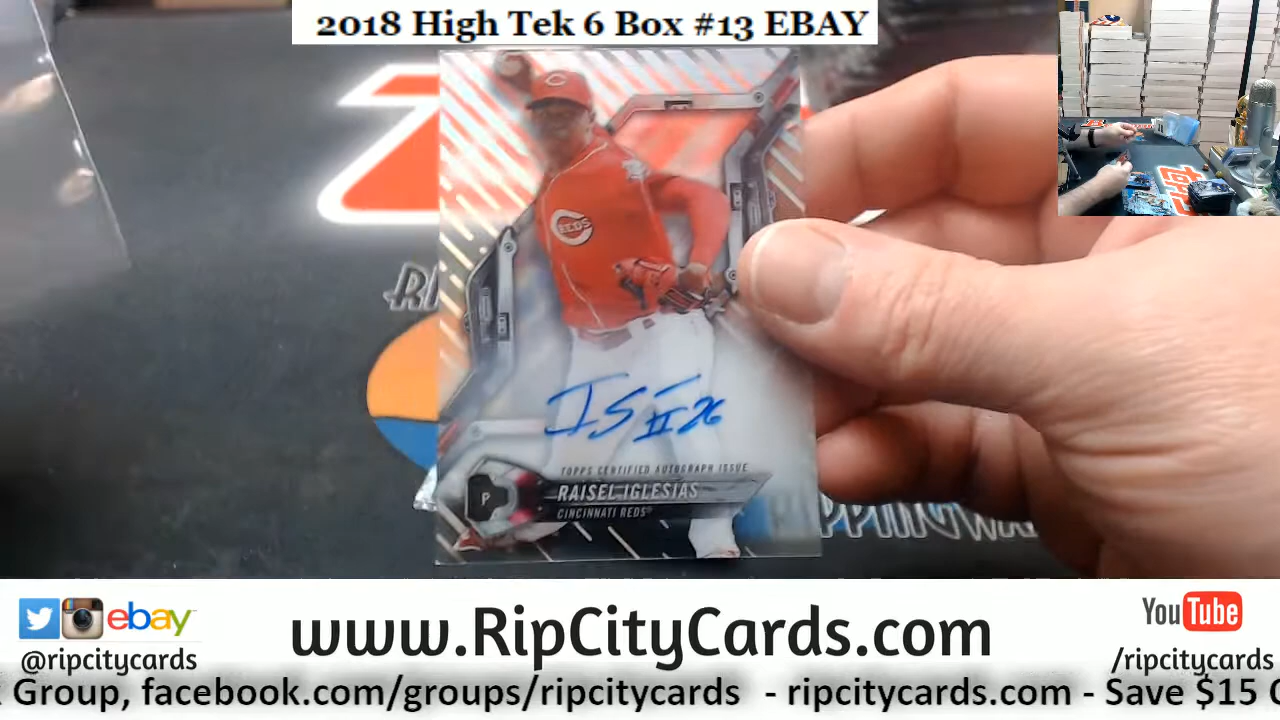 2018 High Tek 6 Box #13 EBAY
REDS
TOPPS CERTIFIED AUTOGRAPH ISSUE
P
RAISEL IGLESIAS
CINCINNATI REDS®
ebay
@ripcitycards
www.RipCityCards.com
YouTube
/ripcitycards
Group, facebook.com/groups/ripcitycards - ripcitycards.com - Save $15